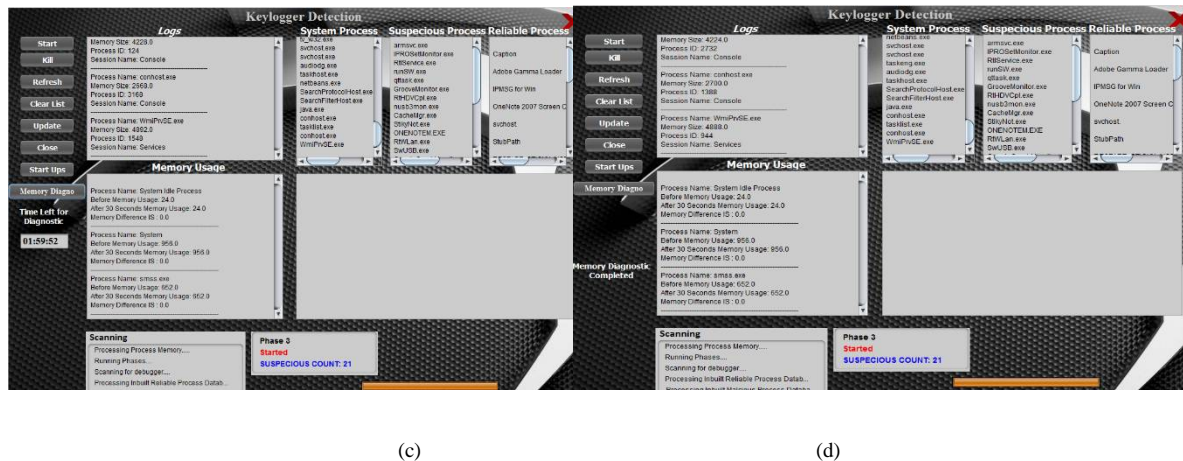 Keylogger Detection
Start
Kill
Refresh
Clear List
Update
Close
Start Ups
Memory Diagno
Time Left for
Diagnostic
01:59:52
Logs
Memory Size: 4228.0
Process ID: 124
Session Name: Console
Process Name: conhost.exe
Memory Size: 2668.0
Process ID: 3168
Session Name: Console
Process Name: WmiPrvSE.exe
Memory Size: 4892.0
Process ID: 1548
Session Name: Services
System Process
svchost.exe
svchost.exe
audiodg.exe
taskhost.exe
netbeans.exe
SearchProtocolHost.exe
SearchFilterHost.exe
java.exe
conhost.exe
tasklist.exe
conhost.exe
WmiPrvSE.exe
Suspecious Process
armsvc.exe
IPROSetMonitor.exe
RtlService.exe
runSW.exe
qttask.exe
GrooveMonitor.exe
RtHDVCpl.exe
nusb3mon.exe
CacheMgr.exe
StikyNot.exe
ONENOTEM.EXE
RtWLan.exe
SwUSB.exe
Reliable Process
Caption
Adobe Gamma Loader
IPMSG for Win
OneNote 2007 Screen C
svchost
StubPath
Memory Usage
Process Name: System Idle Process
Before Memory Usage: 24.0
After 30 Seconds Memory Usage: 24.0
Memory Difference IS : 0.0
Process Name: System
Before Memory Usage: 956.0
After 30 Seconds Memory Usage: 956.0
Memory Difference IS : 0.0
Process Name: smss.exe
Before Memory Usage: 652.0
After 30 Seconds Memory Usage: 652.0
Memory Difference IS : 0.0
Scanning
Processing Process Memory....
Running Phases....
Scanning for debugger....
Processing Inbuilt Reliable Process Datab...
Phase 3
Started
SUSPECIOUS COUNT: 21
(c)
Keylogger Detection
Start
Kill
Refresh
Clear List
Update
Close
Start Ups
Memory Diagno
Memory Diagnostic
Completed
Logs
Memory Size: 4224.0
Process ID: 2732
Session Name: Console
Process Name: conhost.exe
Memory Size: 2700.0
Process ID: 1388
Session Name: Console
Process Name: WmiPrvSE.exe
Memory Size: 4888.0
Process ID: 944
Session Name: Services
System Process
netbeans.exe
svchost.exe
svchost.exe
taskeng.exe
audiodg.exe
taskhost.exe
SearchProtocolHost.exe
SearchFilterHost.exe
java.exe
conhost.exe
tasklist.exe
conhost.exe
WmiPrvSE.exe
Suspecious Process
armsvc.exe
IPROSetMonitor.exe
RtlService.exe
runSW.exe
qttask.exe
GrooveMonitor.exe
RtHDVCpl.exe
nusb3mon.exe
CacheMgr.exe
StikyNot.exe
ONENOTEM.EXE
RtWLan.exe
SwUSB.exe
Reliable Process
Caption
Adobe Gamma Loader
IPMSG for Win
OneNote 2007 Screen C
svchost
StubPath
Memory Usage
Process Name: System Idle Process
Before Memory Usage: 24.0
After 30 Seconds Memory Usage: 24.0
Memory Difference IS : 0.0
Process Name: System
Before Memory Usage: 956.0
After 30 Seconds Memory Usage: 956.0
Memory Difference IS : 0.0
Process Name: smss.exe
Before Memory Usage: 652.0
After 30 Seconds Memory Usage: 652.0
Memory Difference IS : 0.0
Scanning
Processing Process Memory....
Running Phases....
Scanning for debugger....
Processing Inbuilt Reliable Process Datab...
Phase 3
Started
SUSPECIOUS COUNT: 21
(d)